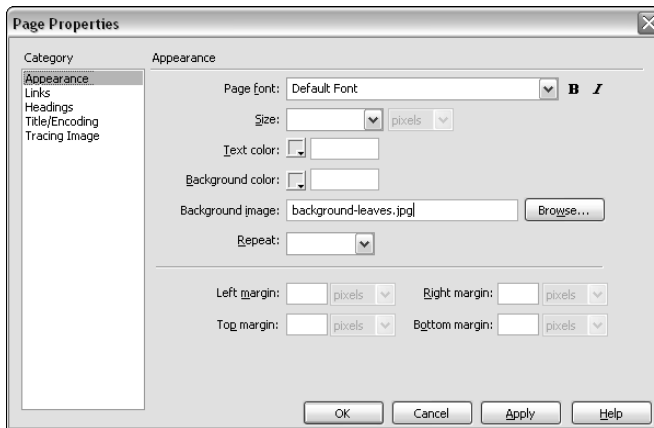 Page Properties
Category
Appearance
Links
Headings
Title/Encoding
Tracing Image
Appearance
Page font: Default Font B I
Size: pixels
Text color:
Background color:
Background image: background-leaves.jpg Browse...
Repeat:
Left margin: pixels Right margin: pixels
Top margin: pixels Bottom margin: pixels
OK Cancel Apply Help